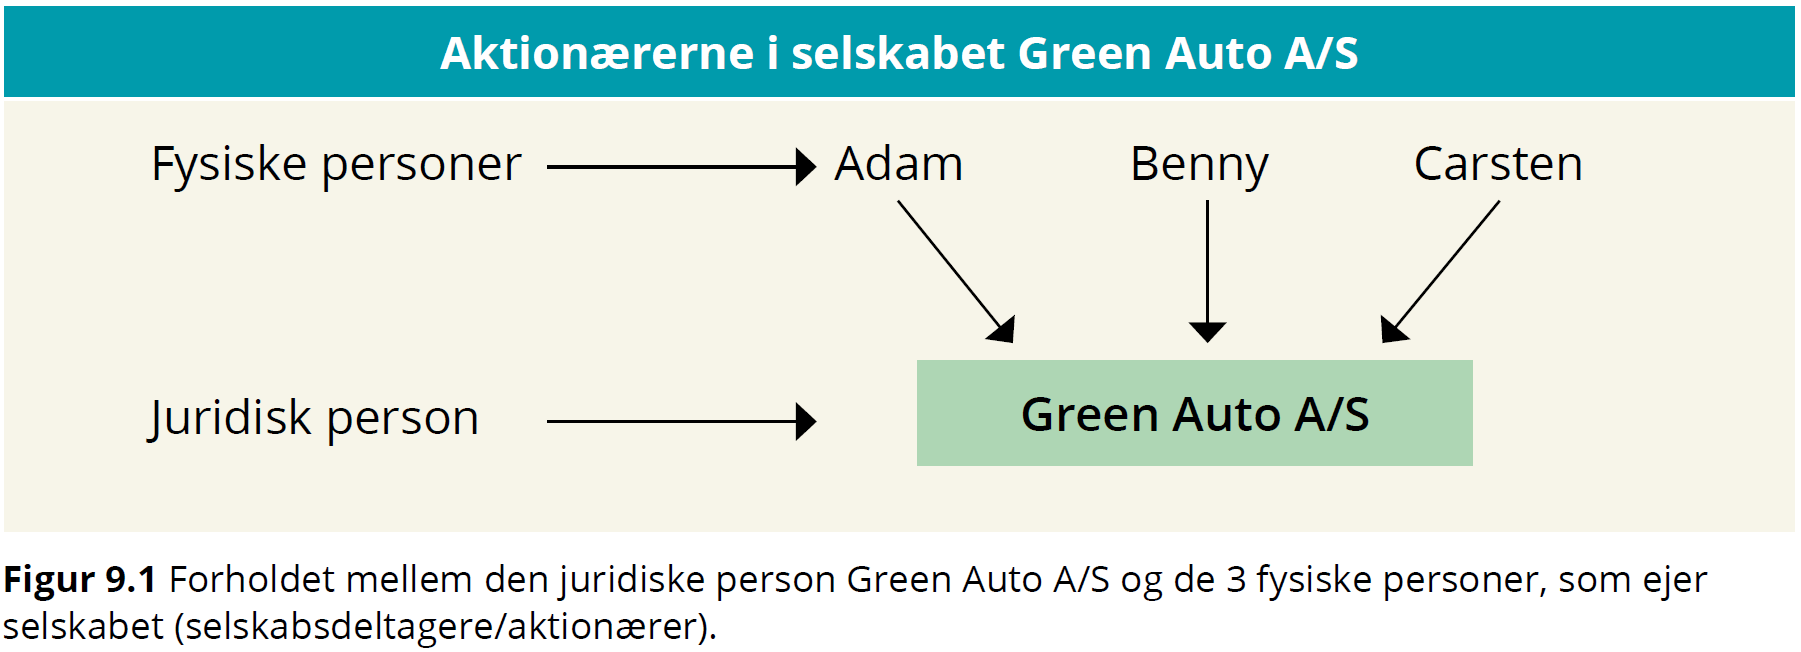 Aktionærerne i selskabet Green Auto A/S
Fysiske personer Adam Benny Carsten
Juridisk person Green Auto A/S
Figur 9.1 Forholdet mellem den juridiske person Green Auto A/S og de 3 fysiske personer, som ejer
selskabet (selskabsdeltagere/aktionærer).